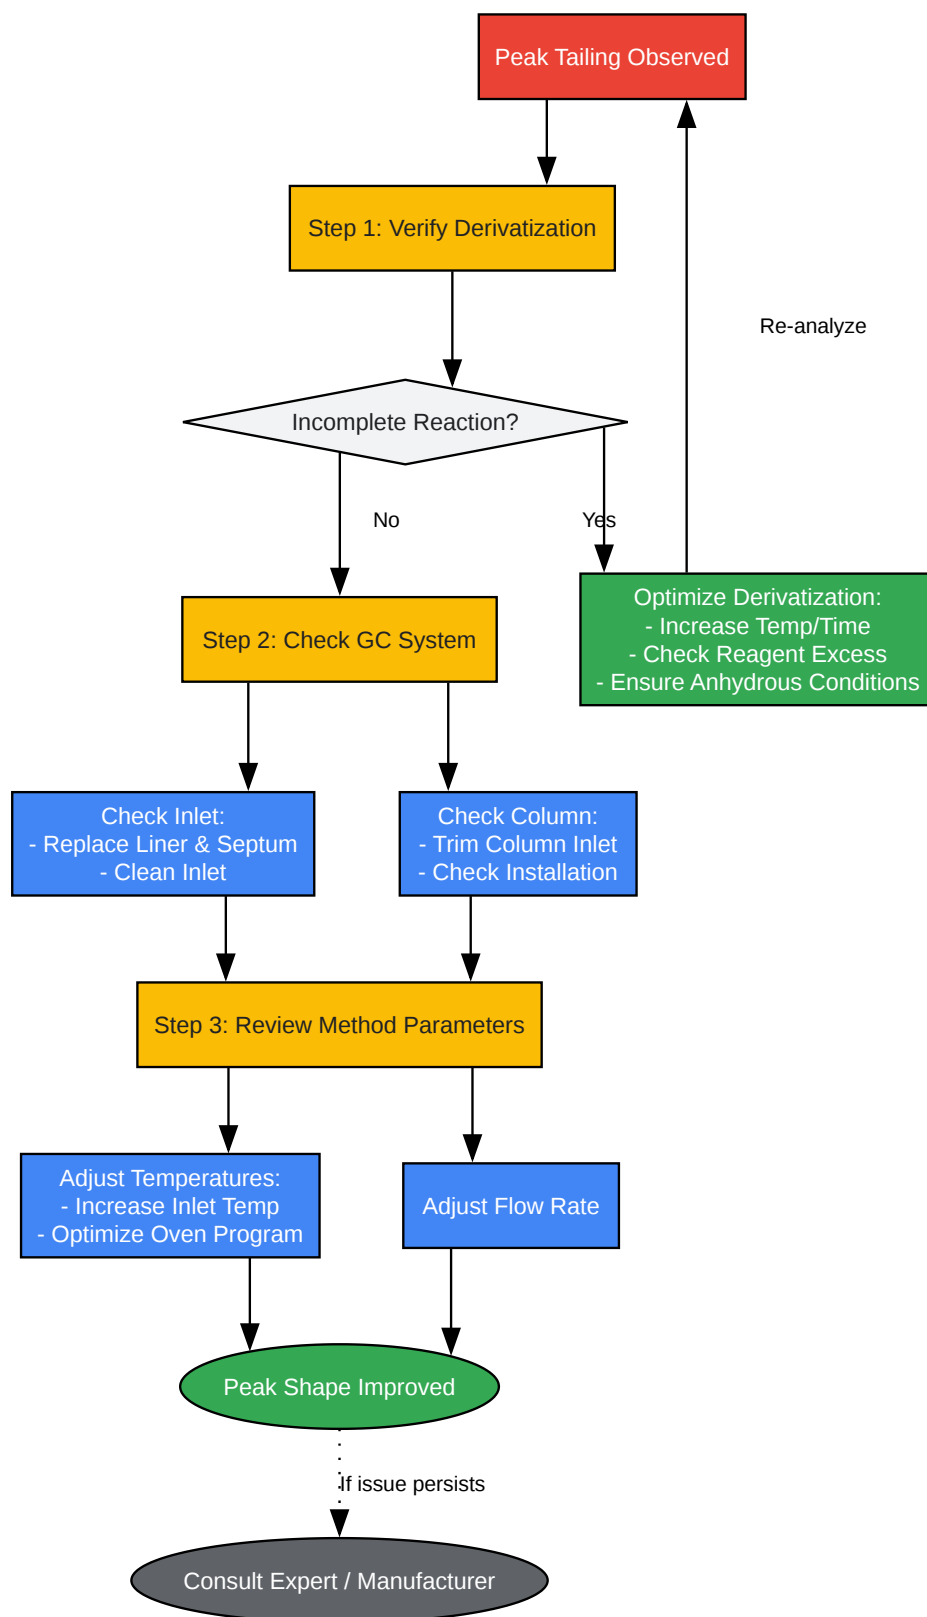 Peak Tailing Observed
Step 1: Verify Derivatization
Re-analyze
Incomplete Reaction?
No
Yes
Optimize Derivatization:
- Increase Temp/Time
- Check Reagent Excess
- Ensure Anhydrous Conditions
Step 2: Check GC System
Check Inlet:
- Replace Liner & Septum
- Clean Inlet
Check Column:
- Trim Column Inlet
- Check Installation
Step 3: Review Method Parameters
Adjust Temperatures:
- Increase Inlet Temp
- Optimize Oven Program
Adjust Flow Rate
Peak Shape Improved
If issue persists
Consult Expert / Manufacturer